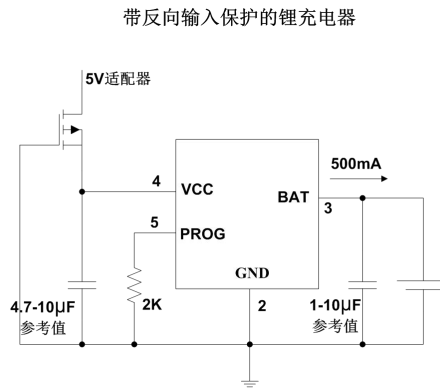 带反向输入保护的锂充电器
5V适配器
500mA
4
VCC
BAT
3
5
PROG
GND
4.7-10μF
参考值
2K
2
1-10μF
参考值